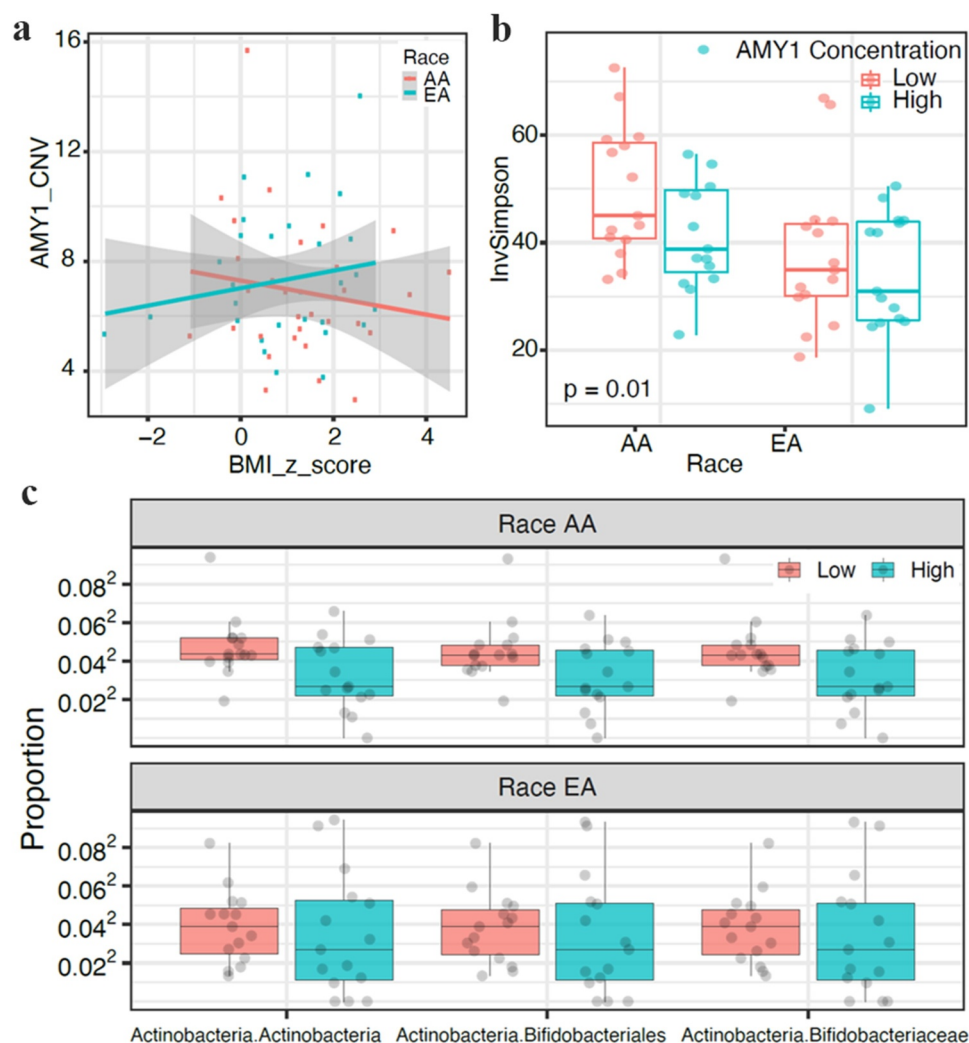 a
16
12
8
4
AMY1_CNV
Race
AA
EA
−2 0 2 4
BMI_z_score
b
AMY1 Concentration
Low
High
60
40
20
InvSimpson
p = 0.01
AA EA
Race
c
Race AA
Low High
0.08²
0.06²
0.04²
0.02²
Proportion
Race EA
0.08²
0.06²
0.04²
0.02²
Actinobacteria.Actinobacteria Actinobacteria.Bifidobacteriales Actinobacteria.Bifidobacteriaceae